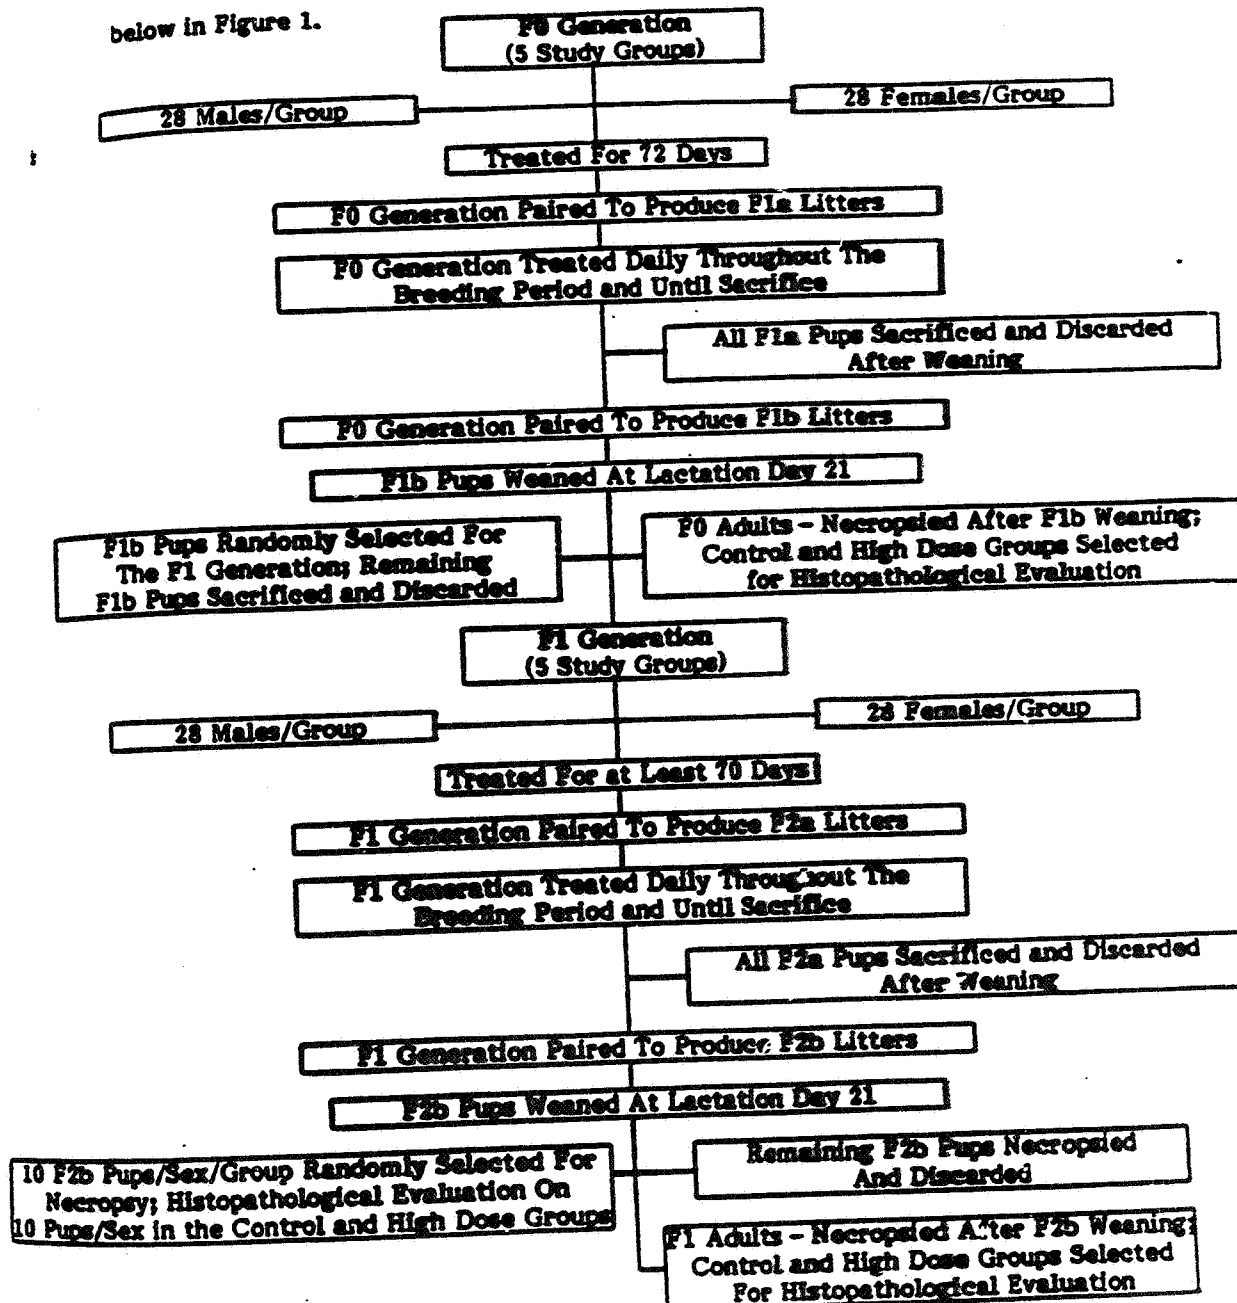 below in Figure 1.
F0 Generation
(5 Study Groups)
28 Males/Group
28 Females/Group
Treated For 72 Days
F0 Generation Paired To Produce F1a Litters
F0 Generation Treated Daily Throughout The
Breeding Period and Until Sacrifice
All F1a Pups Sacrificed and Discarded
After Weaning
F0 Generation Paired To Produce F1b Litters
F1b Pups Weaned At Lactation Day 21
F1b Pups Randomly Selected For
The F1 Generation; Remaining
F1b Pups Sacrificed and Discarded
F0 Adults - Necropsied After F1b Weaning;
Control and High Dose Groups Selected
for Histopathological Evaluation
F1 Generation
(5 Study Groups)
28 Males/Group
28 Females/Group
Treated For at Least 70 Days
F1 Generation Paired To Produce F2a Litters
F1 Generation Treated Daily Throughout The
Breeding Period and Until Sacrifice
All F2a Pups Sacrificed and Discarded
After Weaning
F1 Generation Paired To Produce F2b Litters
F2b Pups Weaned At Lactation Day 21
10 F2b Pups/Sex/Group Randomly Selected For
Necropsy; Histopathological Evaluation On
10 Pups/Sex in the Control and High Dose Groups
Remaining F2b Pups Necropsied
And Discarded
F1 Adults - Necropsied After F2b Weaning;
Control and High Dose Groups Selected
For Histopathological Evaluation